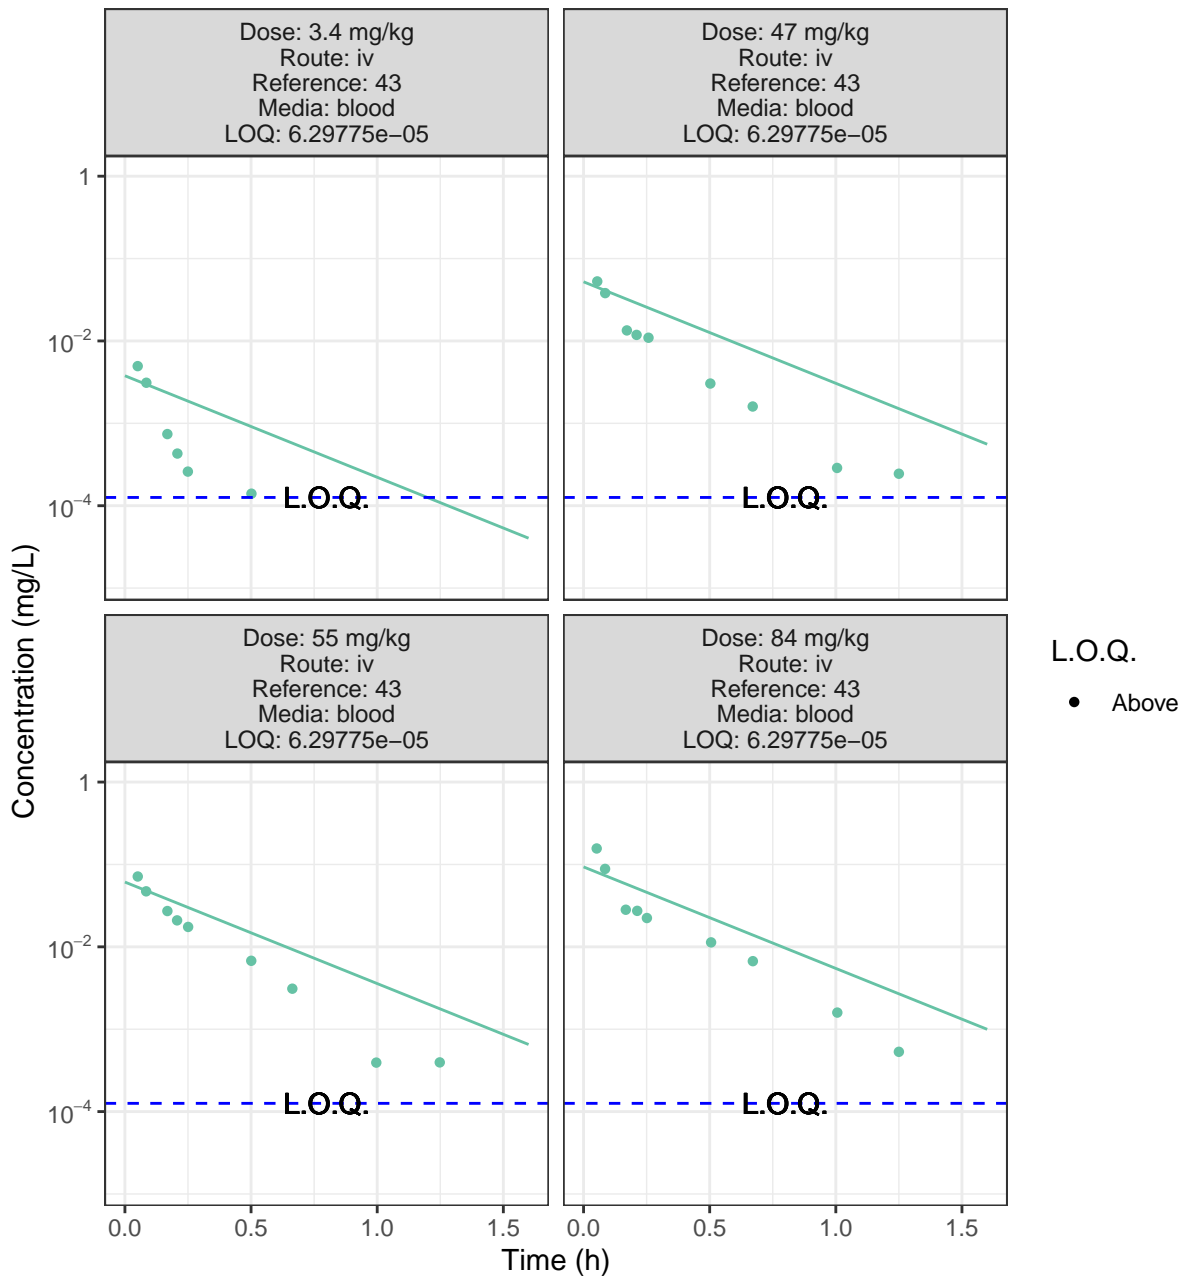 Dose: 3.4 mg/kg
Route: iv
Reference: 43
Media: blood
LOQ: 6.29775e−05
Dose: 47 mg/kg
Route: iv
Reference: 43
Media: blood
LOQ: 6.29775e−05
1
10⁻²
10⁻⁴
L.O.Q.
L.O.Q.
Concentration (mg/L)
Dose: 55 mg/kg
Route: iv
Reference: 43
Media: blood
LOQ: 6.29775e−05
Dose: 84 mg/kg
Route: iv
Reference: 43
Media: blood
LOQ: 6.29775e−05
L.O.Q.
Above
1
10⁻²
10⁻⁴
L.O.Q.
L.O.Q.
0.0 0.5 1.0 1.5
0.0 0.5 1.0 1.5
Time (h)